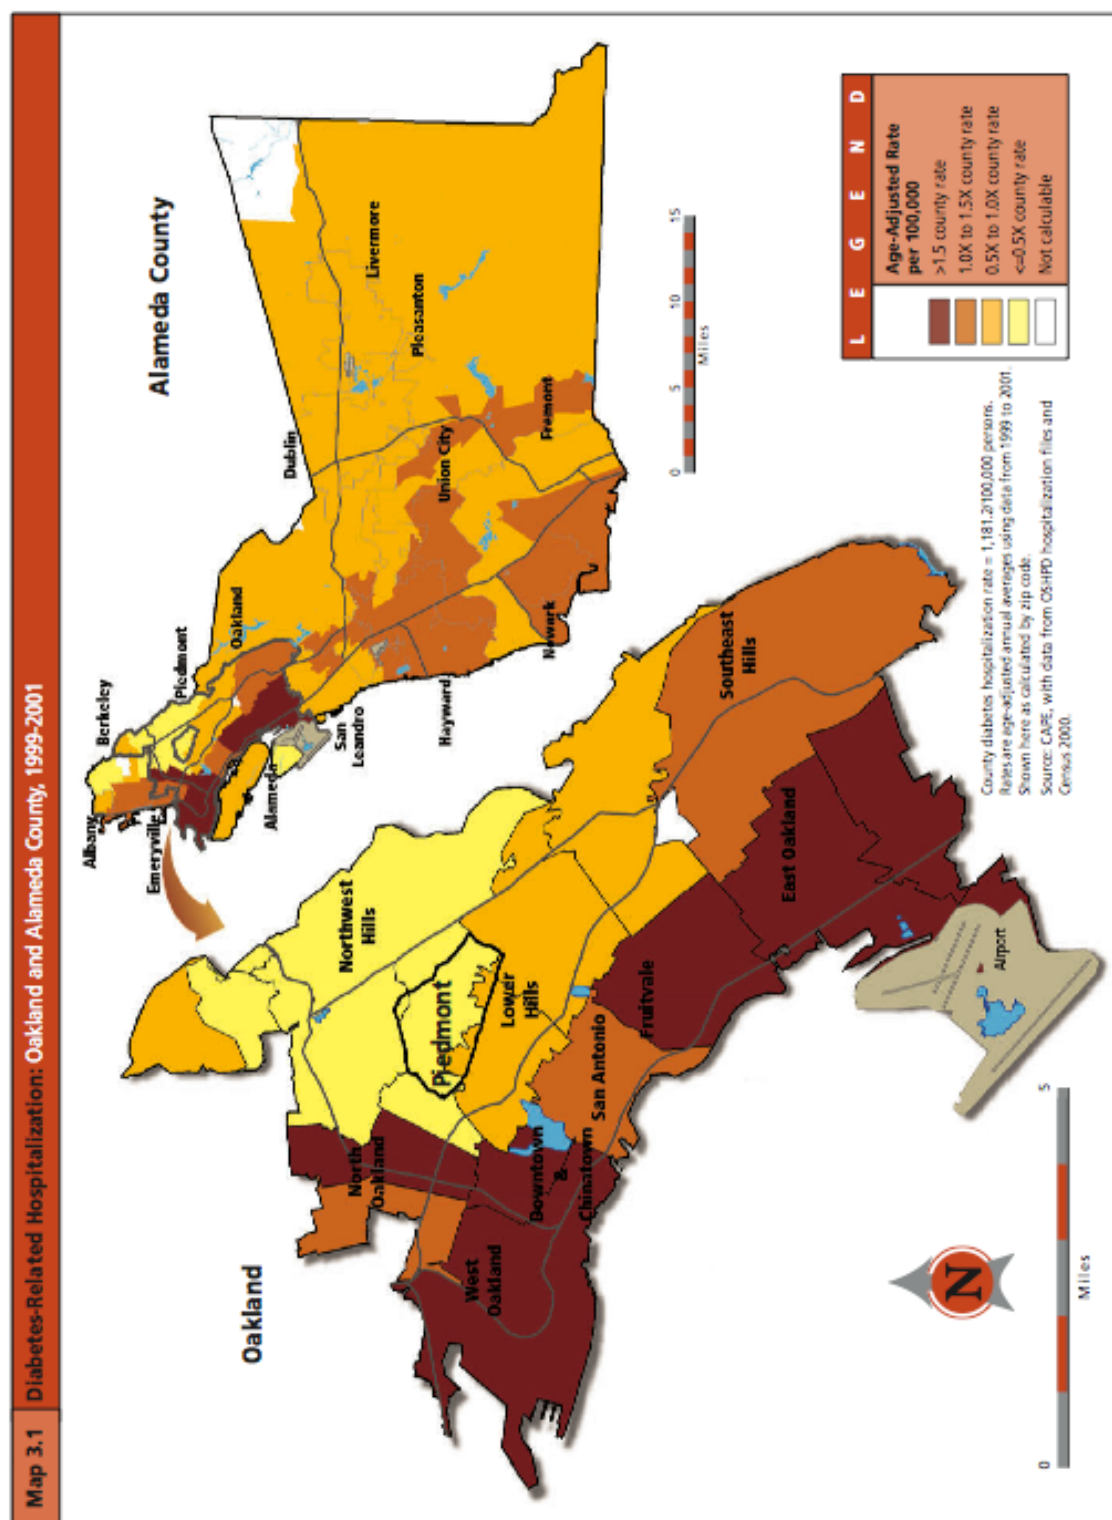 Map 3.1 Diabetes-Related Hospitalization: Oakland and Alameda County, 1999-2001
Alameda County
Albany
Berkeley
Emeryville
Piedmont
Oakland
Alameda
San
Leandro
Dublin
Livermore
Pleasanton
Hayward
Union City
Newark
Fremont
0 5 10 15
Miles
Oakland
Northwest
Hills
Piedmont
North
Oakland
Lower
Hills
West
Oakland
Downtown
&
Chinatown
San Antonio
Fruitvale
East Oakland
Southeast
Hills
Airport
N
0 5
Miles
LEGEND
Age-Adjusted Rate
per 100,000
>1.5 county rate
1.0X to 1.5X county rate
0.5X to 1.0X county rate
<=0.5X county rate
Not calculable
County diabetes hospitalization rate = 1,181.2/100,000 persons.
Rates are age-adjusted annual averages using data from 1999 to 2001.
Shown here as calculated by zip code.
Source: CAPE, with data from OSHPD hospitalization files and
Census 2000.